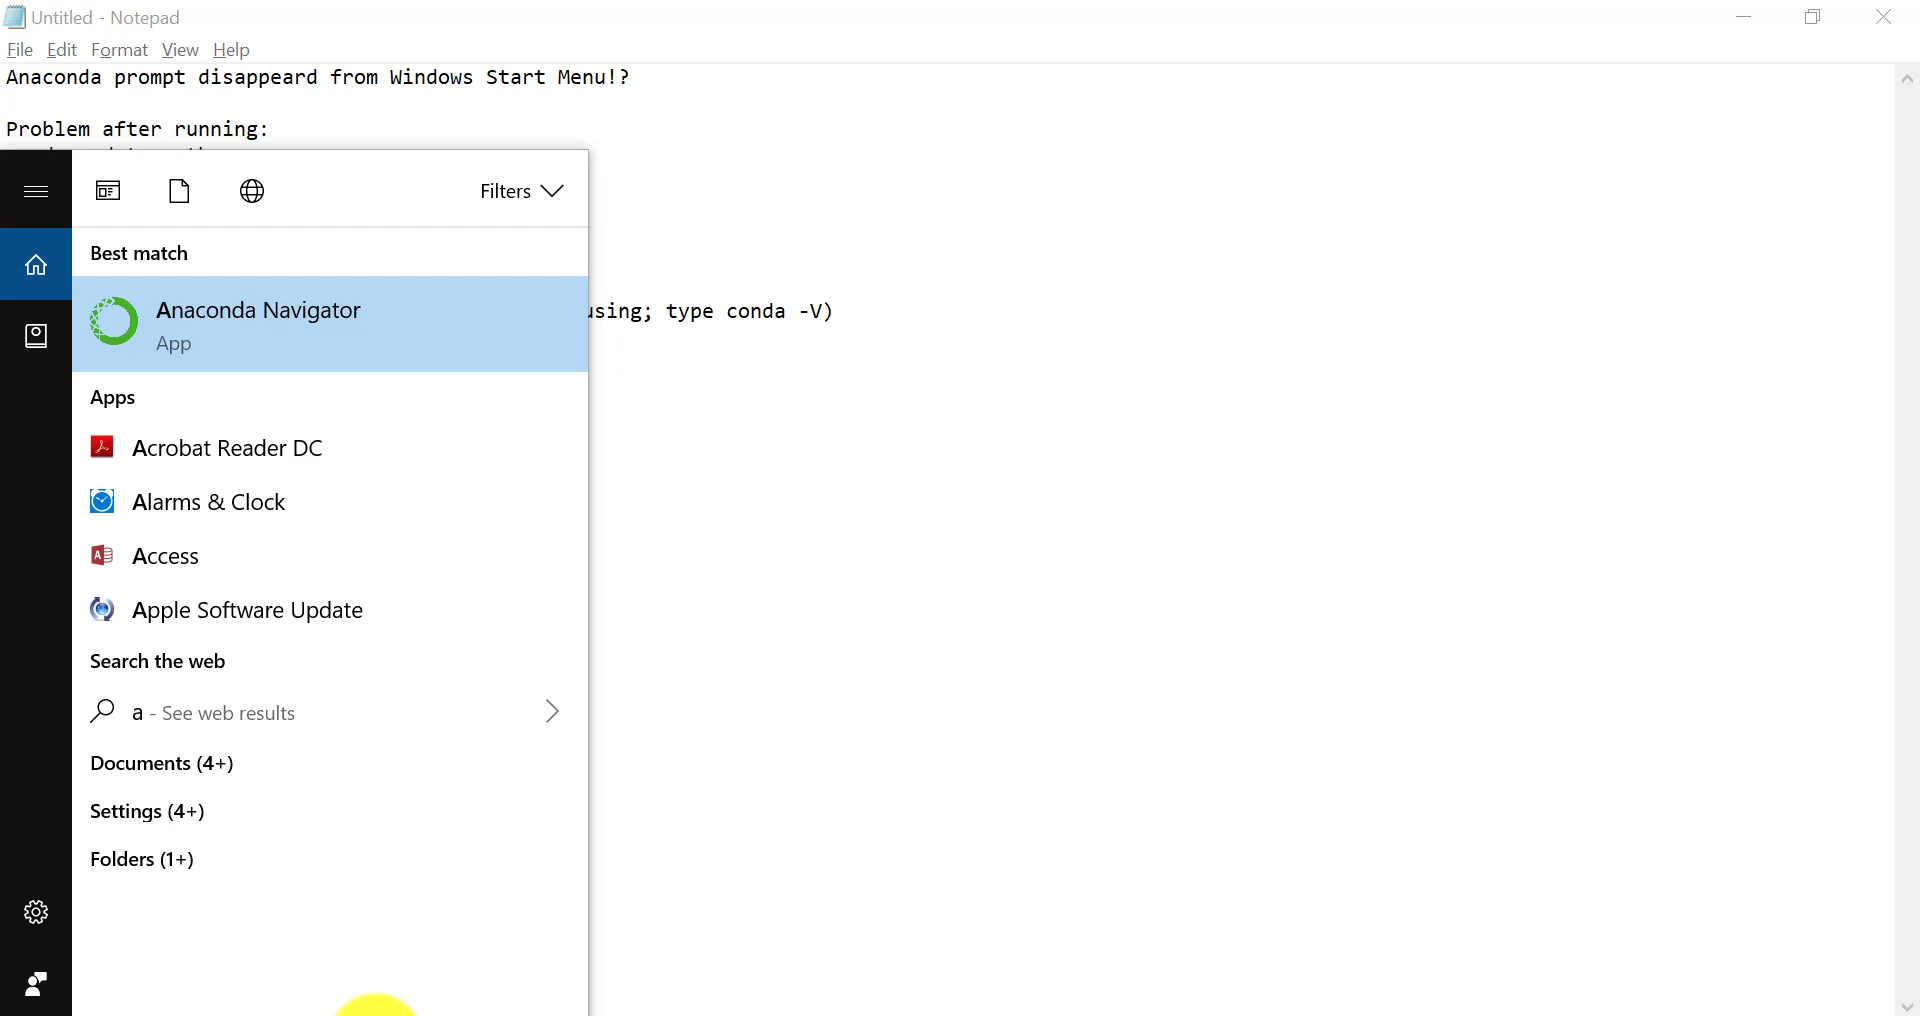 Untitled - Notepad
File Edit Format View Help
Anaconda prompt disappeard from Windows Start Menu!?
Problem after running:
Filters
Best match
Anaconda Navigator
App
using; type conda -V)
Apps
Acrobat Reader DC
Alarms & Clock
Access
Apple Software Update
Search the web
a - See web results
Documents (4+)
Settings (4+)
Folders (1+)